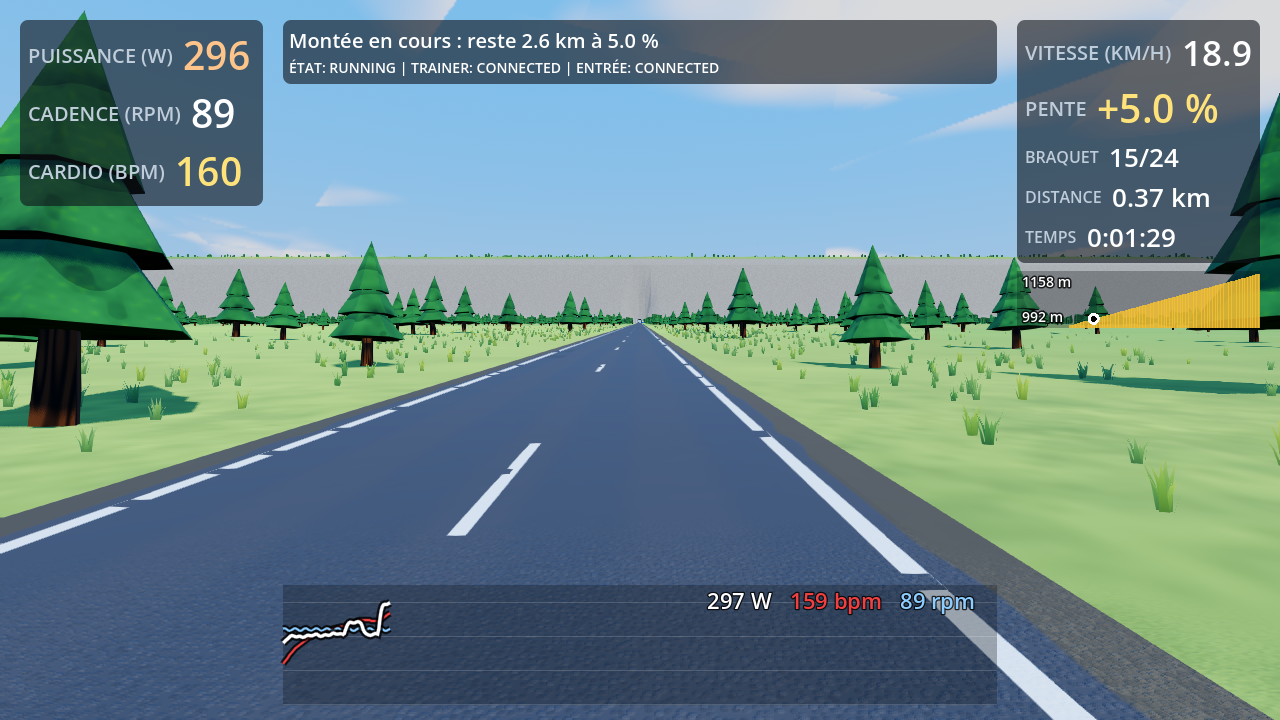 PUISSANCE (W) 296
CADENCE (RPM) 89
CARDIO (BPM) 160
Montée en cours : reste 2.6 km à 5.0 %
ÉTAT: RUNNING | TRAINER: CONNECTED | ENTRÉE: CONNECTED
VITESSE (KM/H) 18.9
PENTE +5.0 %
BRAQUET 15/24
DISTANCE 0.37 km
TEMPS 0:01:29
1158 m
992 m
297 W 159 bpm 89 rpm